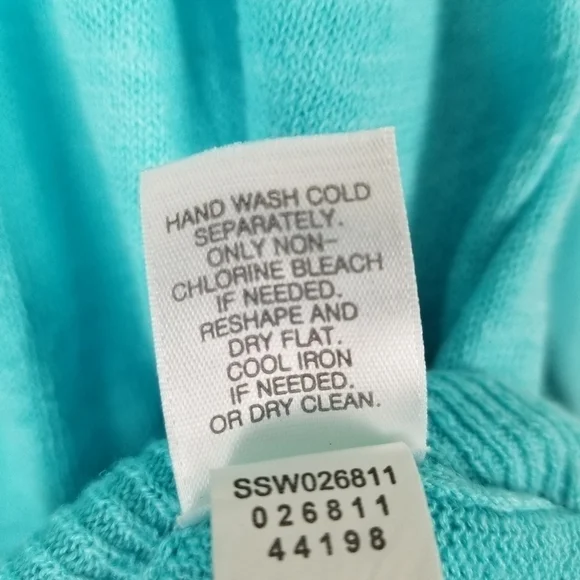 HAND WASH COLD
SEPARATELY.
ONLY NON-
CHLORINE BLEACH
IF NEEDED.
RESHAPE AND
DRY FLAT.
COOL IRON
IF NEEDED.
OR DRY CLEAN.
SSW026811
026811
44198